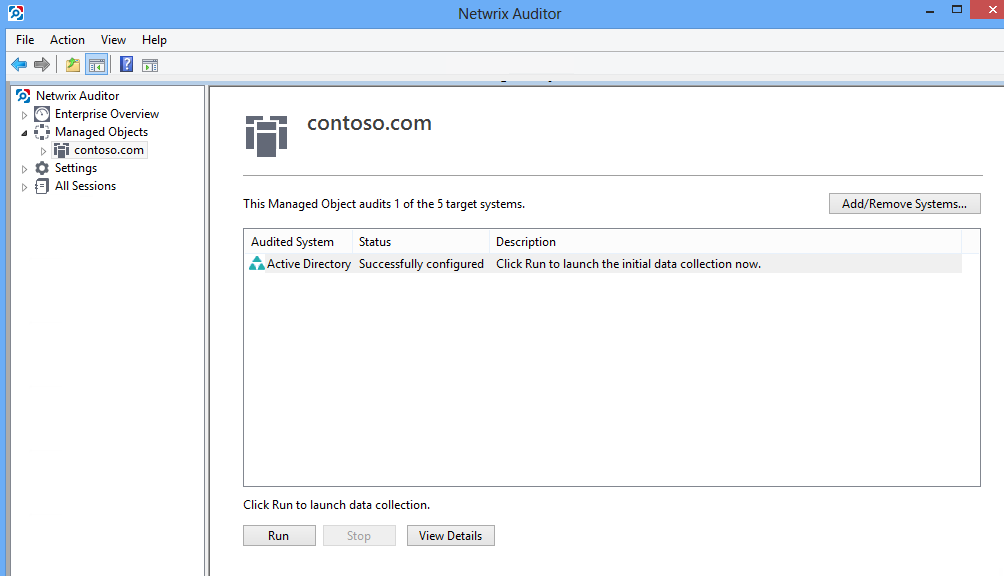 Netwrix Auditor
File Action View Help
Netwrix Auditor
Enterprise Overview
Managed Objects
contoso.com
Settings
All Sessions
contoso.com
This Managed Object audits 1 of the 5 target systems.
Add/Remove Systems...
Audited System Status Description
Active Directory Successfully configured Click Run to launch the initial data collection now.
Click Run to launch data collection.
Run Stop View Details